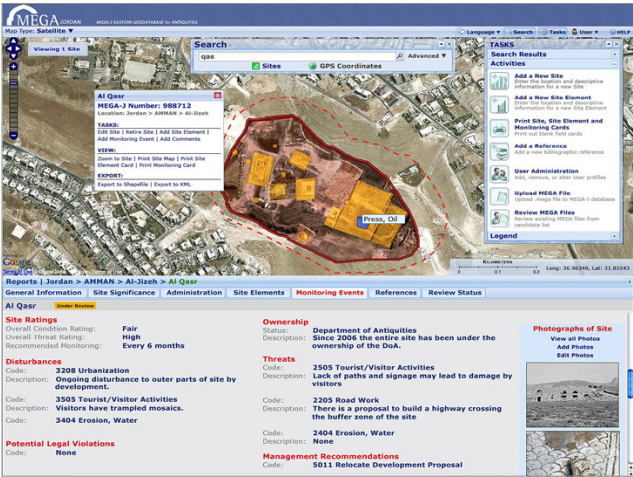 MEGA JORDAN MIDDLE EASTERN GEODATABASE for ANTIQUITIES
Map Type: Satellite ▼
Language ▼ Search Tasks User ▼ HELP
Viewing 1 Site
Search
qas
Advanced ▼
Sites GPS Coordinates
Al Qasr
MEGA-J Number: 988712
Location: Jordan > AMMAN > Al-Jizeh
TASKS:
Edit Site | Retire Site | Add Site Element |
Add Monitoring Event | Add Comments
VIEW:
Zoom to Site | Print Site Map | Print Site
Element Card | Print Monitoring Card
EXPORT:
Export to Shapefile | Export to KML
Press, Oil
TASKS
Search Results
Activities
Add a New Site
Enter the location and descriptive
information for a new Site
Add a New Site Element
Enter the location and descriptive
information for a new Site
Print Site, Site Element and
Monitoring Cards
Print out blank field cards
Add a Reference
Add a new bibliographic reference
User Administration
Add, remove, or alter User profiles
Upload MEGA File
Upload .mega file to MEGA-J database
Review MEGA Files
Review existing MEGA files from
candidate list
Legend
Google
KILOMETERS
0 0.1 0.2
Long: 36.96348, Lat: 31.85543
Reports | Jordan > AMMAN > Al-Jizeh > Al Qasr
General Information Site Significance Administration Site Elements Monitoring Events References Review Status
Al Qasr Under Review
Site Ratings
Overall Condition Rating: Fair
Overall Threat Rating: High
Recommended Monitoring: Every 6 months
Disturbances
Code: 3208 Urbanization
Description: Ongoing disturbance to outer parts of site by
development.
Code: 3505 Tourist/Visitor Activities
Description: Visitors have trampled mosaics.
Code: 3404 Erosion, Water
Potential Legal Violations
Code: None
Ownership
Status: Department of Antiquities
Description: Since 2006 the entire site has been under the
ownership of the DoA.
Threats
Code: 2505 Tourist/Visitor Activities
Description: Lack of paths and signage may lead to damage by
visitors
Code: 2205 Road Work
Description: There is a proposal to build a highway crossing
the buffer zone of the site
Code: 2404 Erosion, Water
Description: None
Management Recommendations
Code: 5011 Relocate Development Proposal
Photographs of Site
View all Photos
Add Photos
Edit Photos